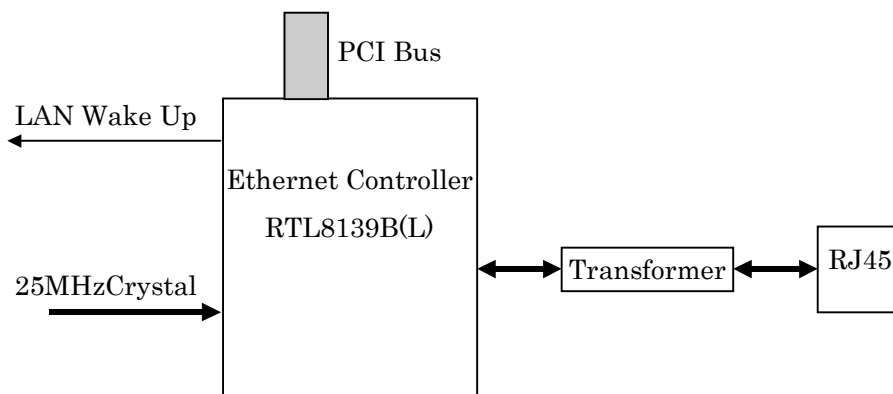 PCI Bus
LAN Wake Up
Ethernet Controller
RTL8139B(L)
Transformer
RJ45
25MHzCrystal